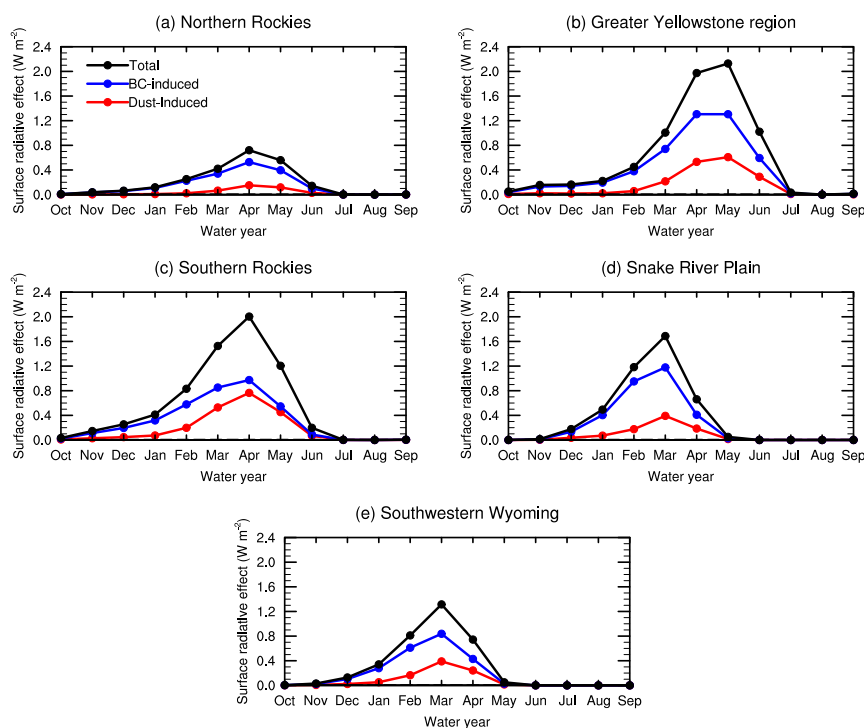 (a) Northern Rockies
Surface radiative effect (W m-2)
2.4
2.0
1.6
1.2
0.8
0.4
0.0
Total
BC-induced
Dust-Induced
Oct Nov Dec Jan Feb Mar Apr May Jun Jul Aug Sep
Water year
(b) Greater Yellowstone region
Surface radiative effect (W m-2)
2.4
2.0
1.6
1.2
0.8
0.4
0.0
Oct Nov Dec Jan Feb Mar Apr May Jun Jul Aug Sep
Water year
(c) Southern Rockies
Surface radiative effect (W m-2)
2.4
2.0
1.6
1.2
0.8
0.4
0.0
Oct Nov Dec Jan Feb Mar Apr May Jun Jul Aug Sep
Water year
(d) Snake River Plain
Surface radiative effect (W m-2)
2.4
2.0
1.6
1.2
0.8
0.4
0.0
Oct Nov Dec Jan Feb Mar Apr May Jun Jul Aug Sep
Water year
(e) Southwestern Wyoming
Surface radiative effect (W m-2)
2.4
2.0
1.6
1.2
0.8
0.4
0.0
Oct Nov Dec Jan Feb Mar Apr May Jun Jul Aug Sep
Water year